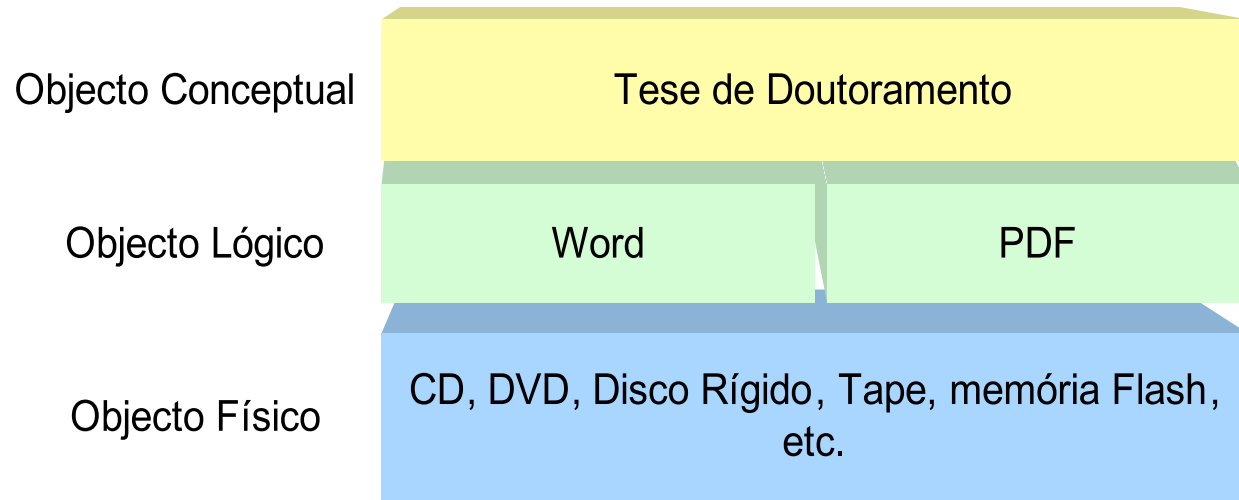 Objecto Conceptual
Tese de Doutoramento
Objecto Lógico
Word
PDF
Objecto Físico
CD, DVD, Disco Rígido, Tape, memória Flash,
etc.